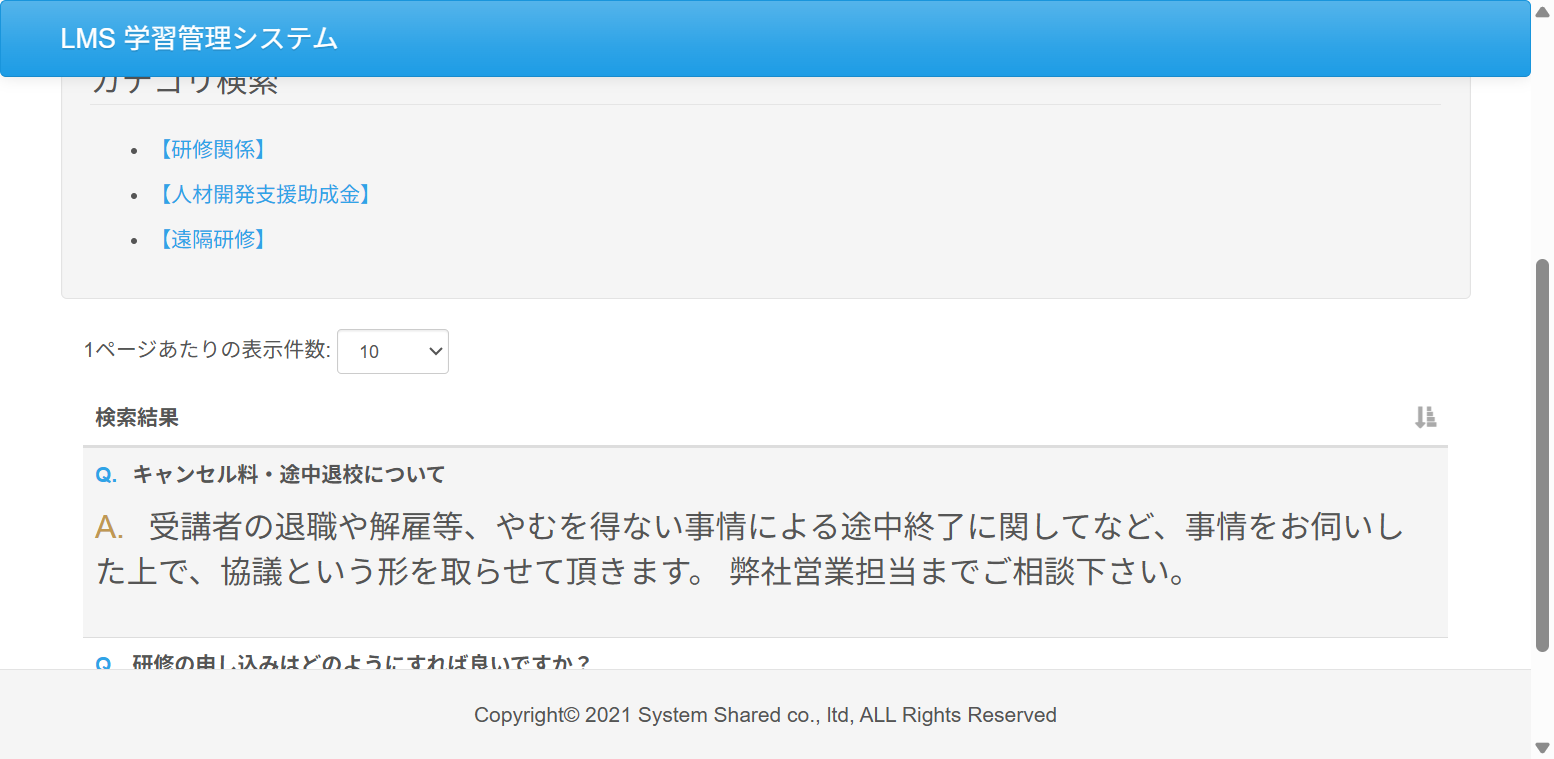 LMS 学習管理システム
カテゴリ検索
【研修関係】
【人材開発支援助成金】
【遠隔研修】
1ページあたりの表示件数: 10
検索結果
Q. キャンセル料・途中退校について
A. 受講者の退職や解雇等、やむを得ない事情による途中終了に関してなど、事情をお伺いし
た上で、協議という形を取らせて頂きます。 弊社営業担当までご相談下さい。
Q. 研修の申し込みはどのようにすれば良いですか？
Copyright© 2021 System Shared co., ltd, ALL Rights Reserved